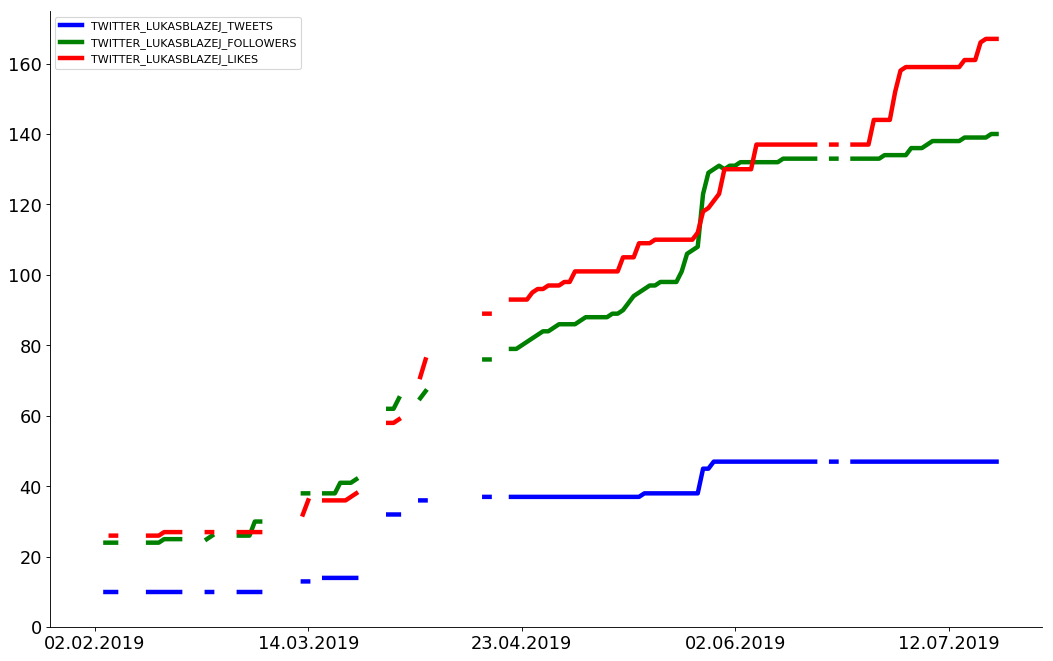 TWITTER_LUKASBLAZEJ_TWEETS
TWITTER_LUKASBLAZEJ_FOLLOWERS
TWITTER_LUKASBLAZEJ_LIKES
160
140
120
100
80
60
40
20
0
02.02.2019 14.03.2019 23.04.2019 02.06.2019 12.07.2019